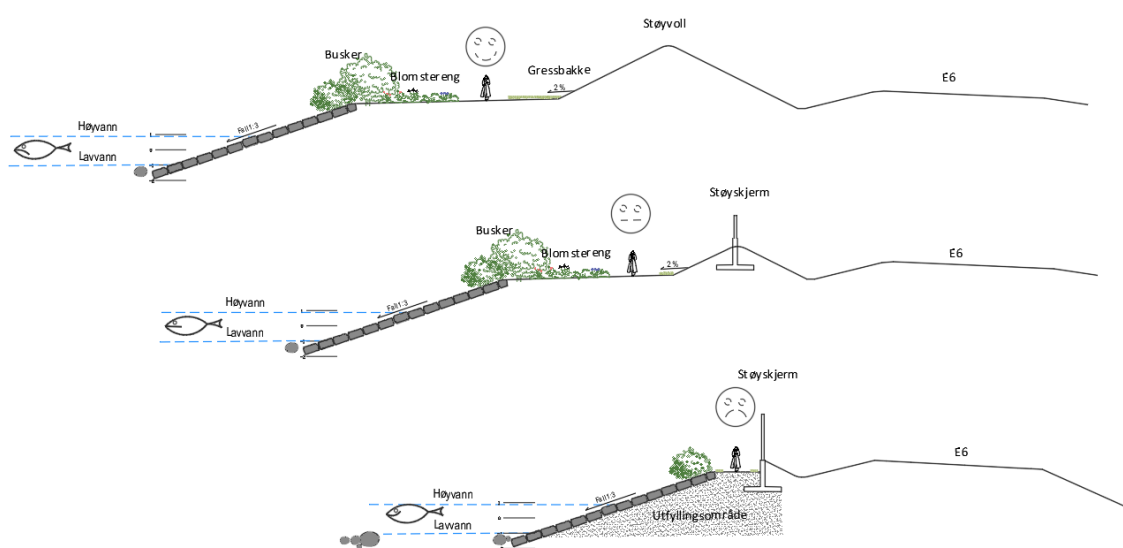 Støyvoll
Busker
Blomstereng
Gressbakke
2 %
E6
Høyvann
Fall 1:3
Lavvann
Støyskjerm
Busker
Blomstereng
2 %
E6
Høyvann
Fall 1:3
Lavvann
Støyskjerm
E6
Høyvann
Fall 1:3
Lavvann
Utfyllingsområde